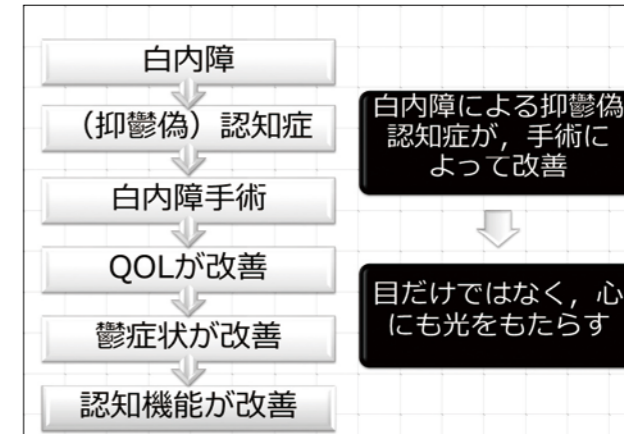 白内障
（抑鬱偽）認知症
白内障手術
QOLが改善
鬱症状が改善
認知機能が改善
白内障による抑鬱偽
認知症が，手術に
よって改善
目だけではなく，心
にも光をもたらす